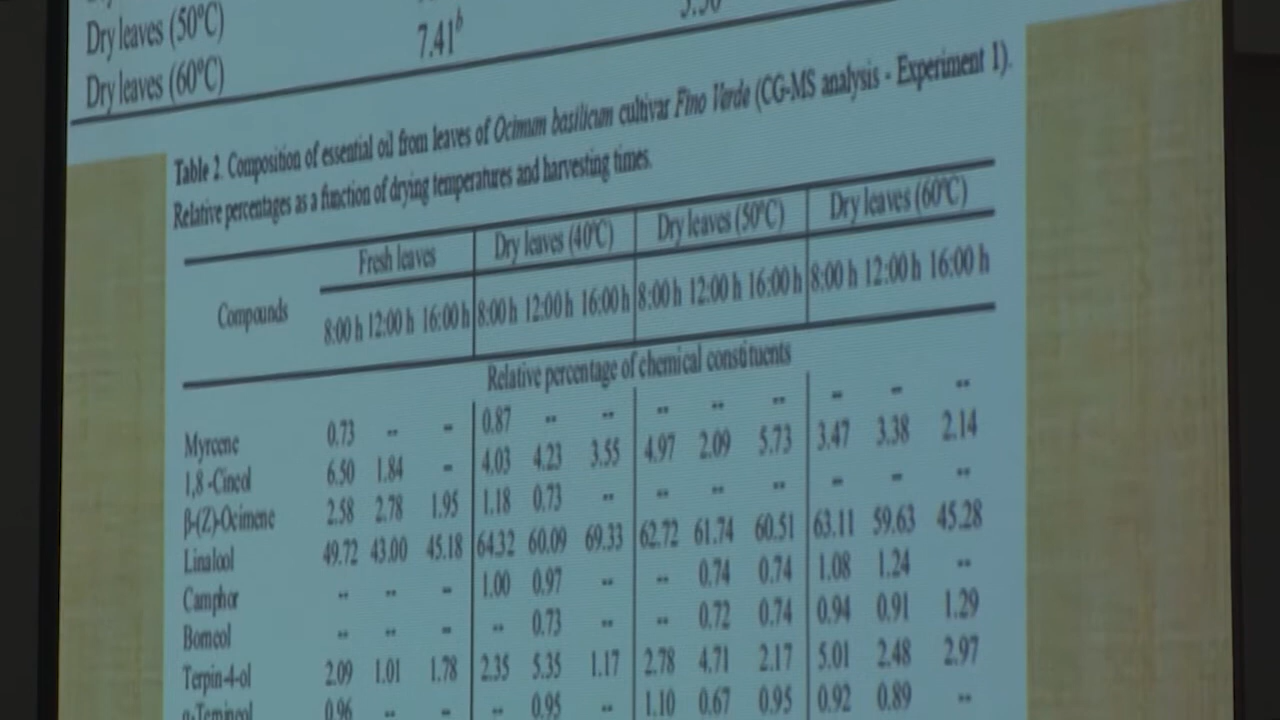 Dry leaves (50ºC)
Dry leaves (60ºC) 7.41b
Table 2. Composition of essential oil from leaves of Ocimum basilicum cultivar Fino Verde (CG-MS analysis - Experiment 1).
Relative percentages as a function of drying temperatures and harvesting times.
Compounds Fresh leaves Dry leaves (40ºC) Dry leaves (50ºC) Dry leaves (60ºC)
8:00 h 12:00 h 16:00 h 8:00 h 12:00 h 16:00 h 8:00 h 12:00 h 16:00 h 8:00 h 12:00 h 16:00 h
Relative percentage of chemical constituents
Myrcene 0.73 -- -- 0.87 -- -- -- -- -- -- -- --
1,8 -Cineol 6.50 1.84 -- 4.03 4.23 3.55 4.97 2.09 5.73 3.47 3.38 2.14
β-(Z)-Ocimene 2.58 2.78 1.95 1.18 0.73 -- -- -- -- -- -- --
Linalool 49.72 43.00 45.18 64.32 60.09 69.33 62.72 61.74 60.51 63.11 59.63 45.28
Camphor -- -- -- 1.00 0.97 -- -- 0.74 0.74 1.08 1.24 --
Borneol -- -- -- -- 0.73 -- -- 0.72 0.74 0.94 0.91 1.29
Terpin-4-ol 2.09 1.01 1.78 2.35 5.35 1.17 2.78 4.71 2.17 5.01 2.48 2.97
0.96 -- -- -- 0.95 -- 1.10 0.67 0.95 0.92 0.89 --